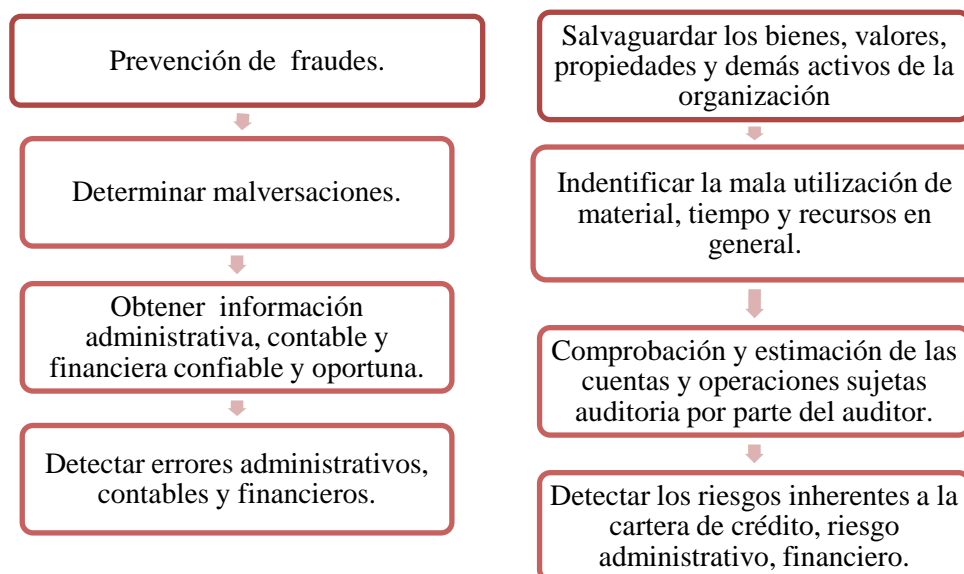 Prevención de fraudes.
Determinar malversaciones.
Obtener información
administrativa, contable y
financiera confiable y oportuna.
Detectar errores administrativos,
contables y financieros.
Salvaguardar los bienes, valores,
propiedades y demás activos de la
organización
Indentificar la mala utilización de
material, tiempo y recursos en
general.
Comprobación y estimación de las
cuentas y operaciones sujetas
auditoria por parte del auditor.
Detectar los riesgos inherentes a la
cartera de crédito, riesgo
administrativo, financiero.